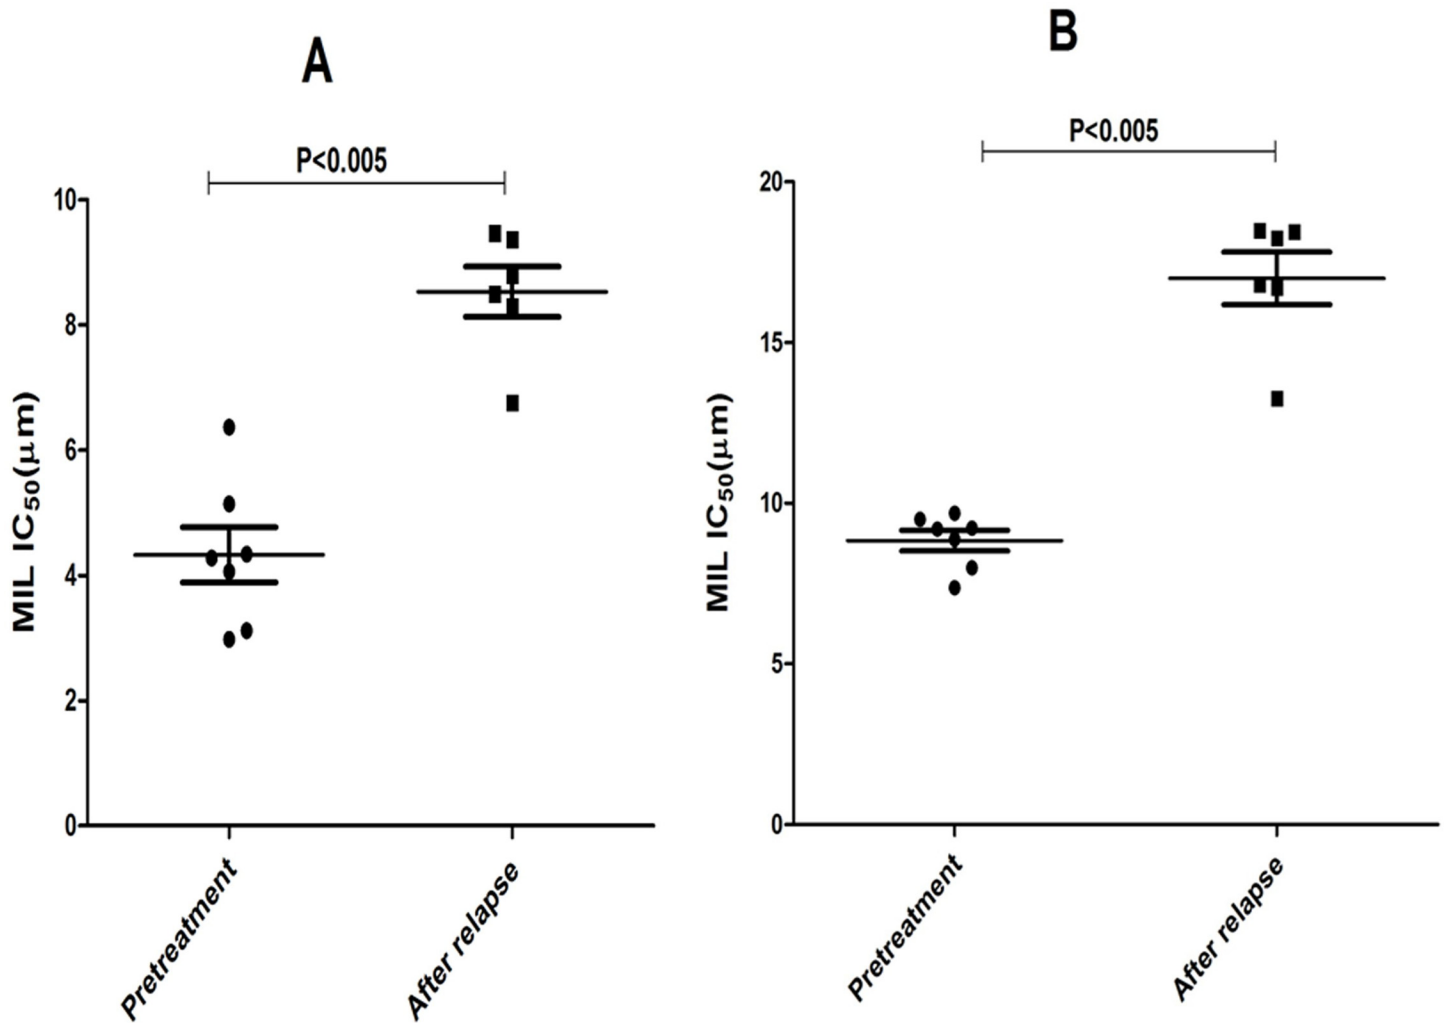 A
P<0.005
10
8
6
4
2
0
MIL IC50(μm)
Pretreatment
After relapse
B
P<0.005
20
15
10
5
0
MIL IC50(μm)
Pretreatment
After relapse